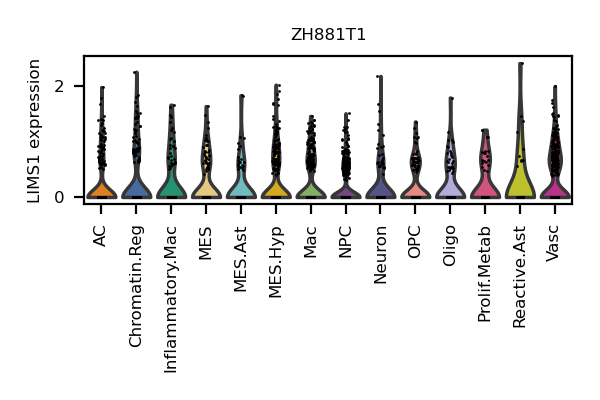 ZH881T1
LIMS1 expression
2
0
AC
Chromatin.Reg
Inflammatory.Mac
MES
MES.Ast
MES.Hyp
Mac
NPC
Neuron
OPC
Oligo
Prolif.Metab
Reactive.Ast
Vasc